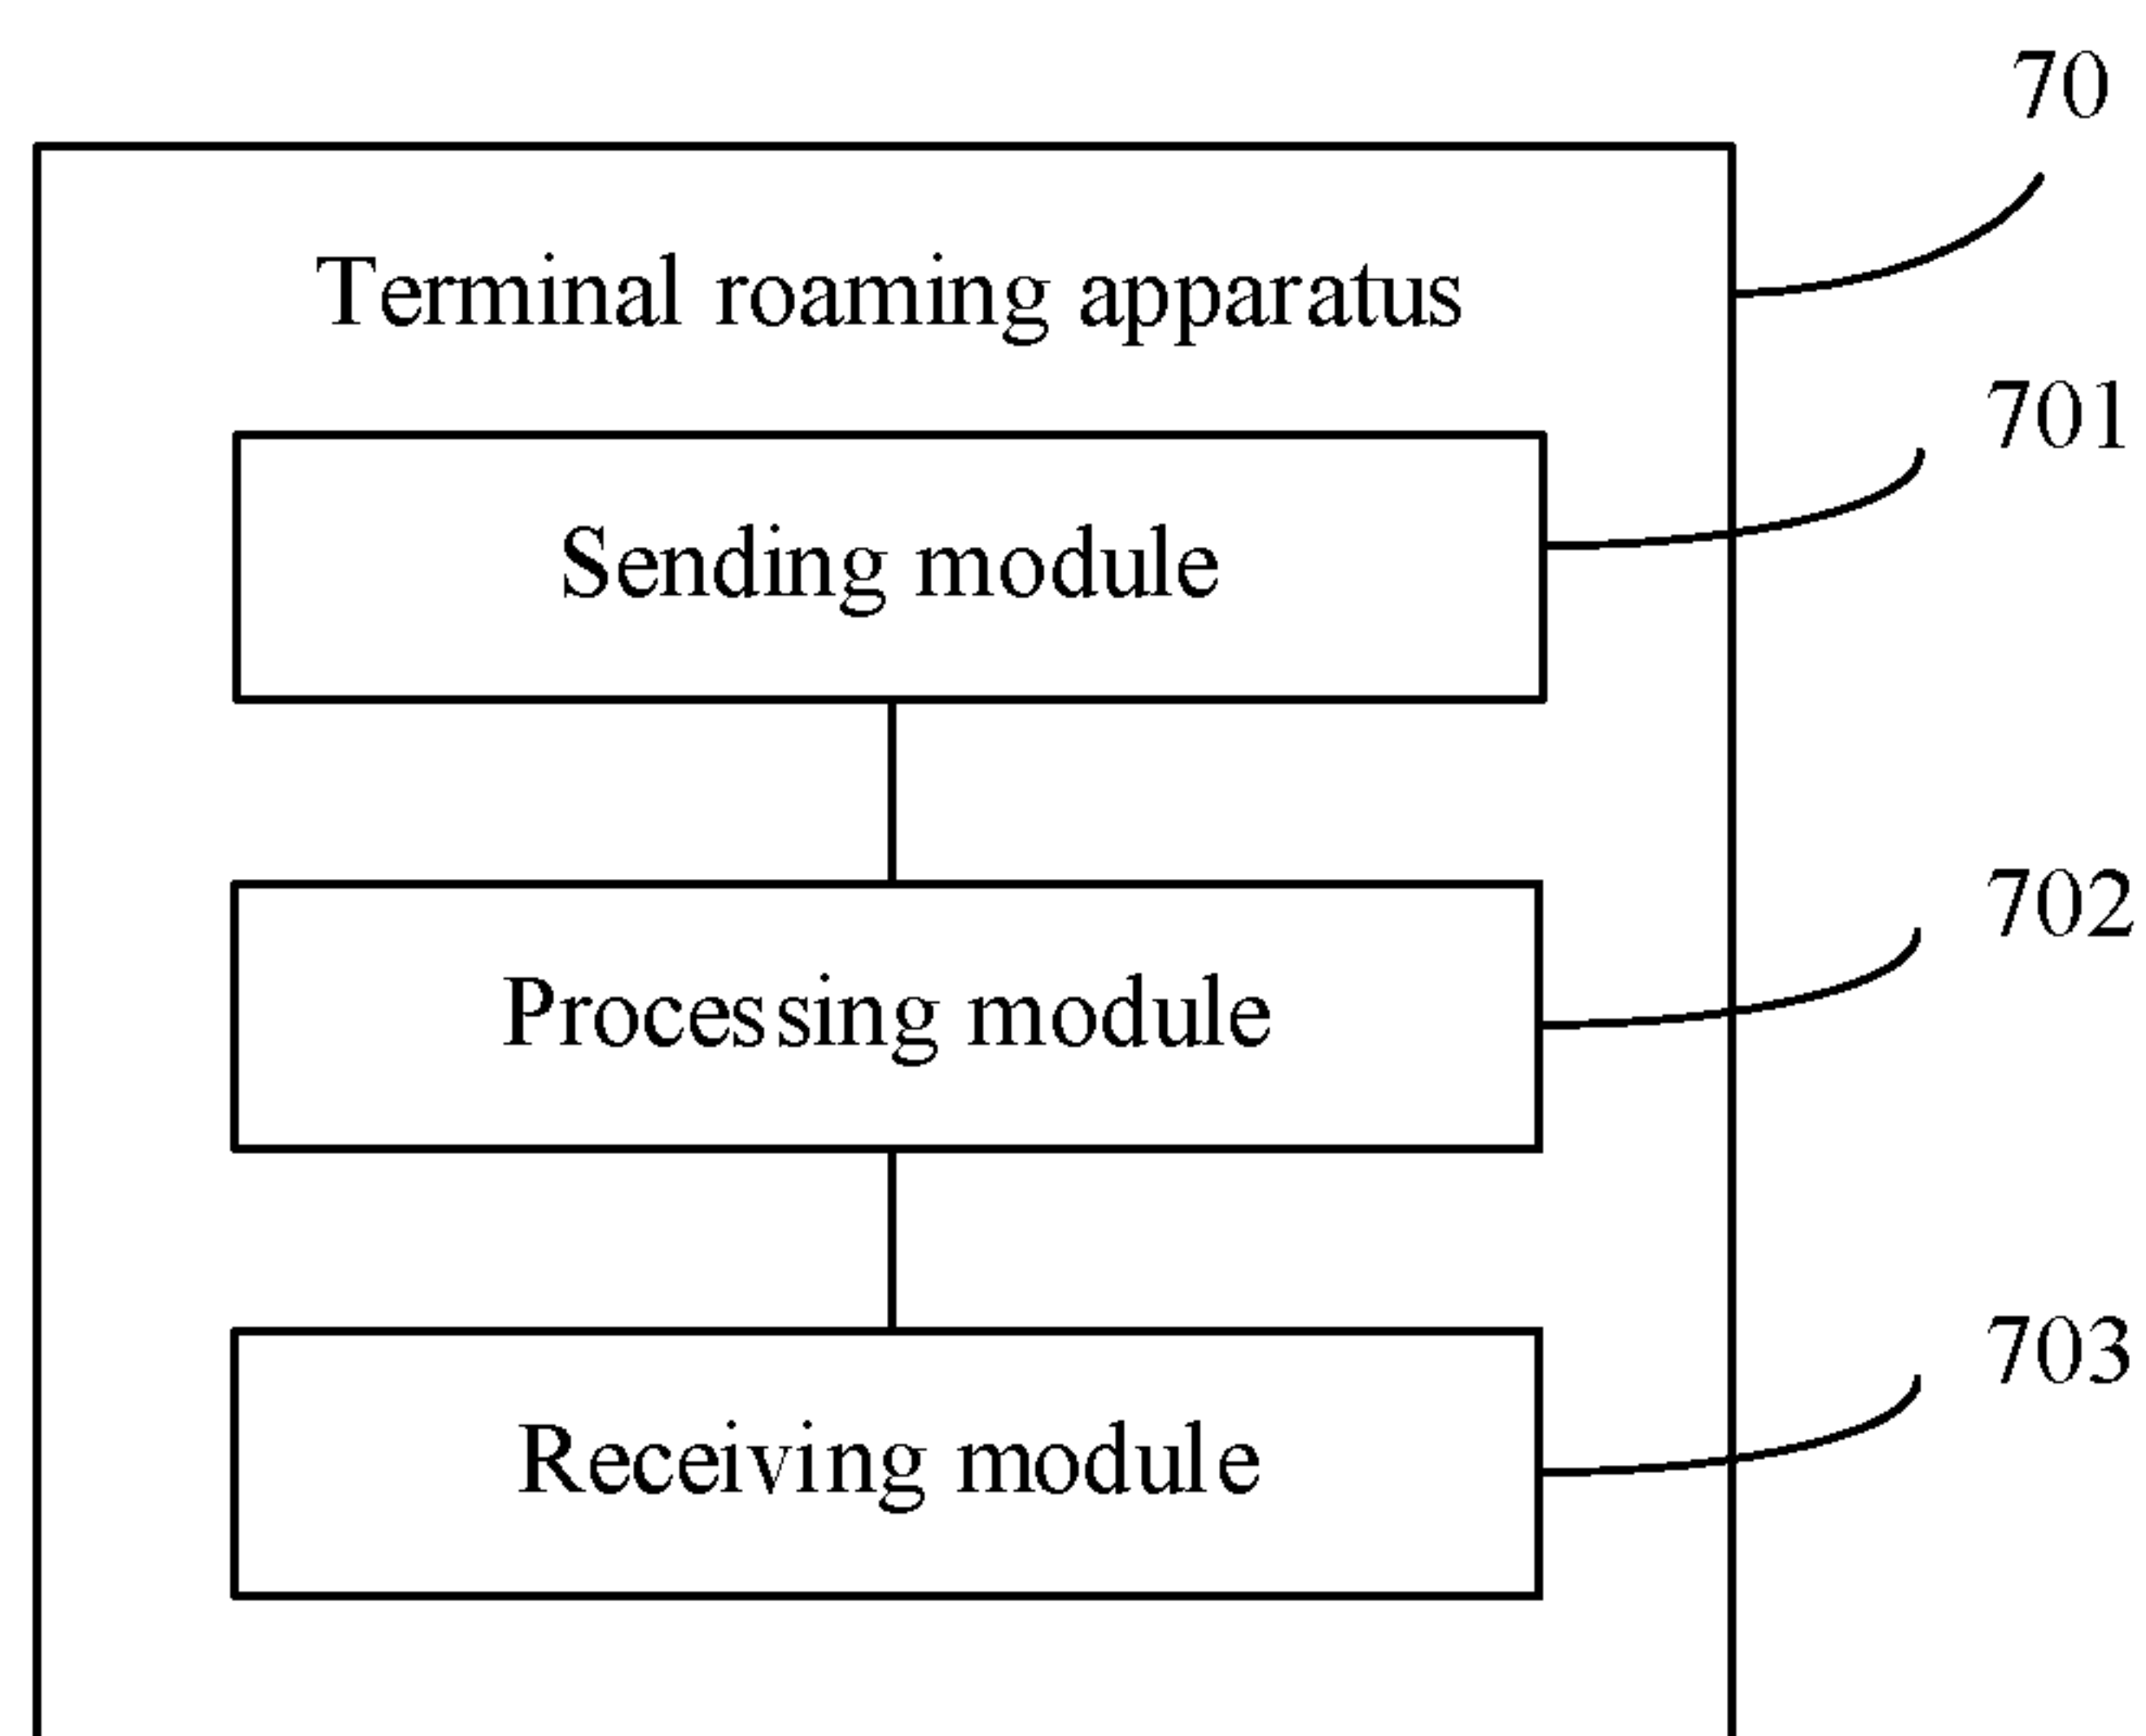 70
Terminal roaming apparatus
701
Sending module
702
Processing module
703
Receiving module